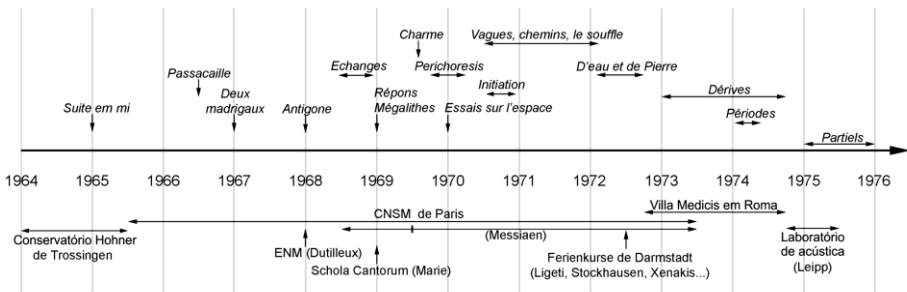 Charme
Vagues, chemins, le souffle
Passacaille
Echanges
Perichoresis
D'eau et de Pierre
Initiation
Suite em mi
Deux
madrigaux
Antigone
Répons
Mégalithes
Essais sur l'espace
Dérives
Périodes
Partiels
1964 1965 1966 1967 1968 1969 1970 1971 1972 1973 1974 1975 1976
Villa Medicis em Roma
CNSM de Paris
Conservatório Hohner
de Trossingen
(Messiaen)
ENM (Dutilleux)
Schola Cantorum (Marie)
Ferienkurse de Darmstadt
(Ligeti, Stockhausen, Xenakis...)
Laboratório
de acústica
(Leipp)